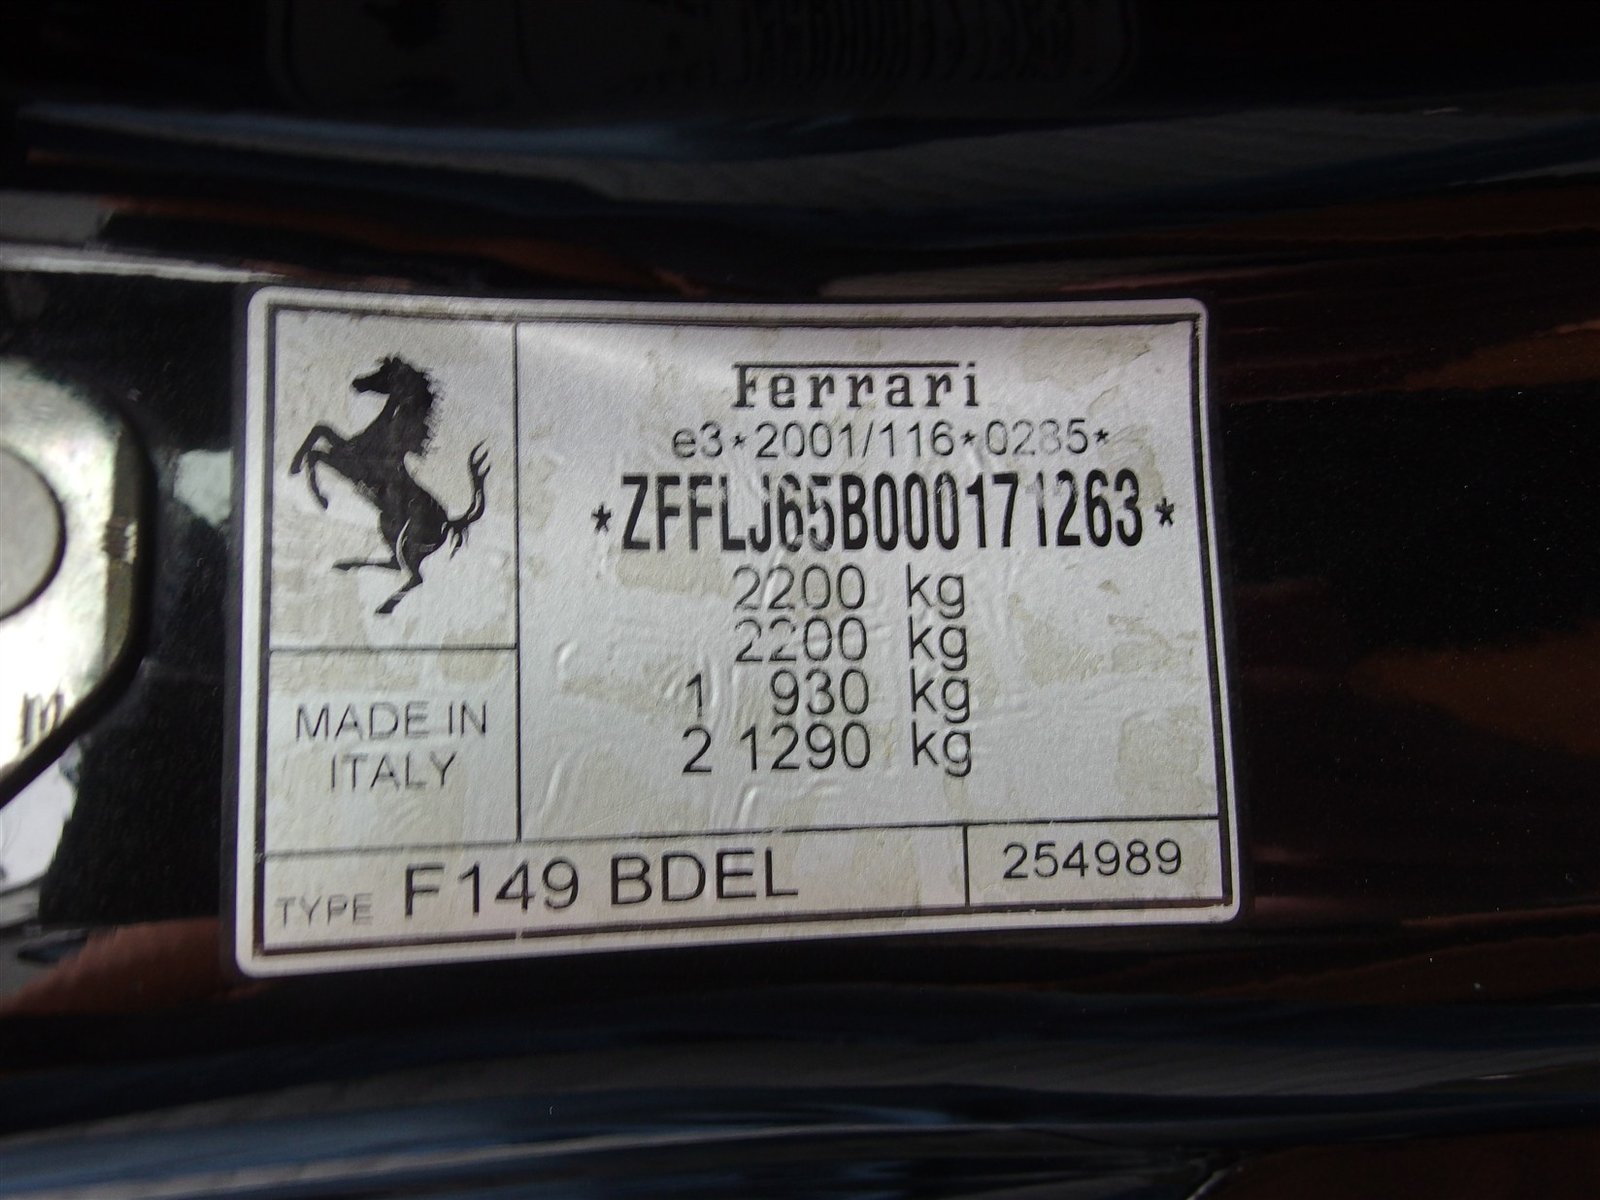 Ferrari
e3*2001/116*0285*
*ZFFLJ65B000171263*
2200 kg
2200 kg
1 930 kg
2 1290 kg
MADE IN
ITALY
TYPE F149 BDEL
254989